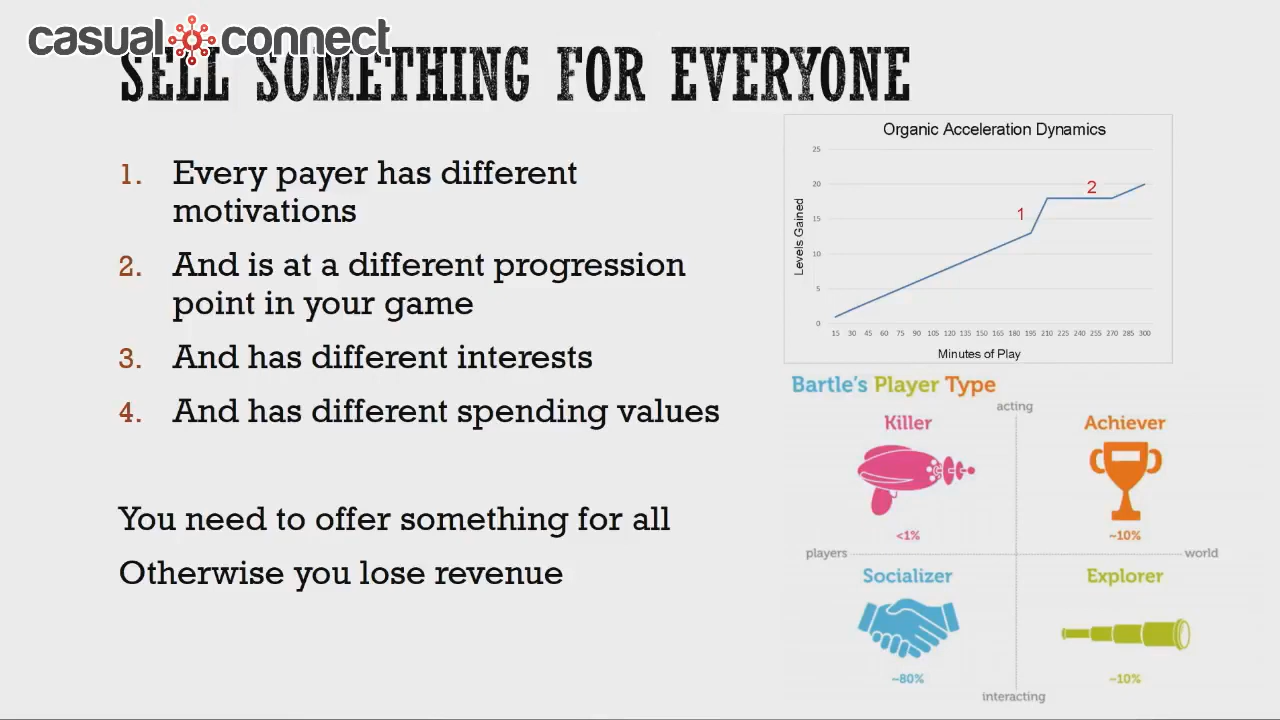 casual connect
SELL SOMETHING FOR EVERYONE
1. Every payer has different
motivations
2. And is at a different progression
point in your game
3. And has different interests
4. And has different spending values
You need to offer something for all
Otherwise you lose revenue
Organic Acceleration Dynamics
25
20
15
10
5
0
Levels Gained
1
2
15 30 45 60 75 90 105 120 135 150 165 180 195 210 225 240 255 270 285 300
Minutes of Play
Bartle's Player Type
acting
Killer
Achiever
<1%
~10%
players
world
Socializer
Explorer
~80%
~10%
interacting